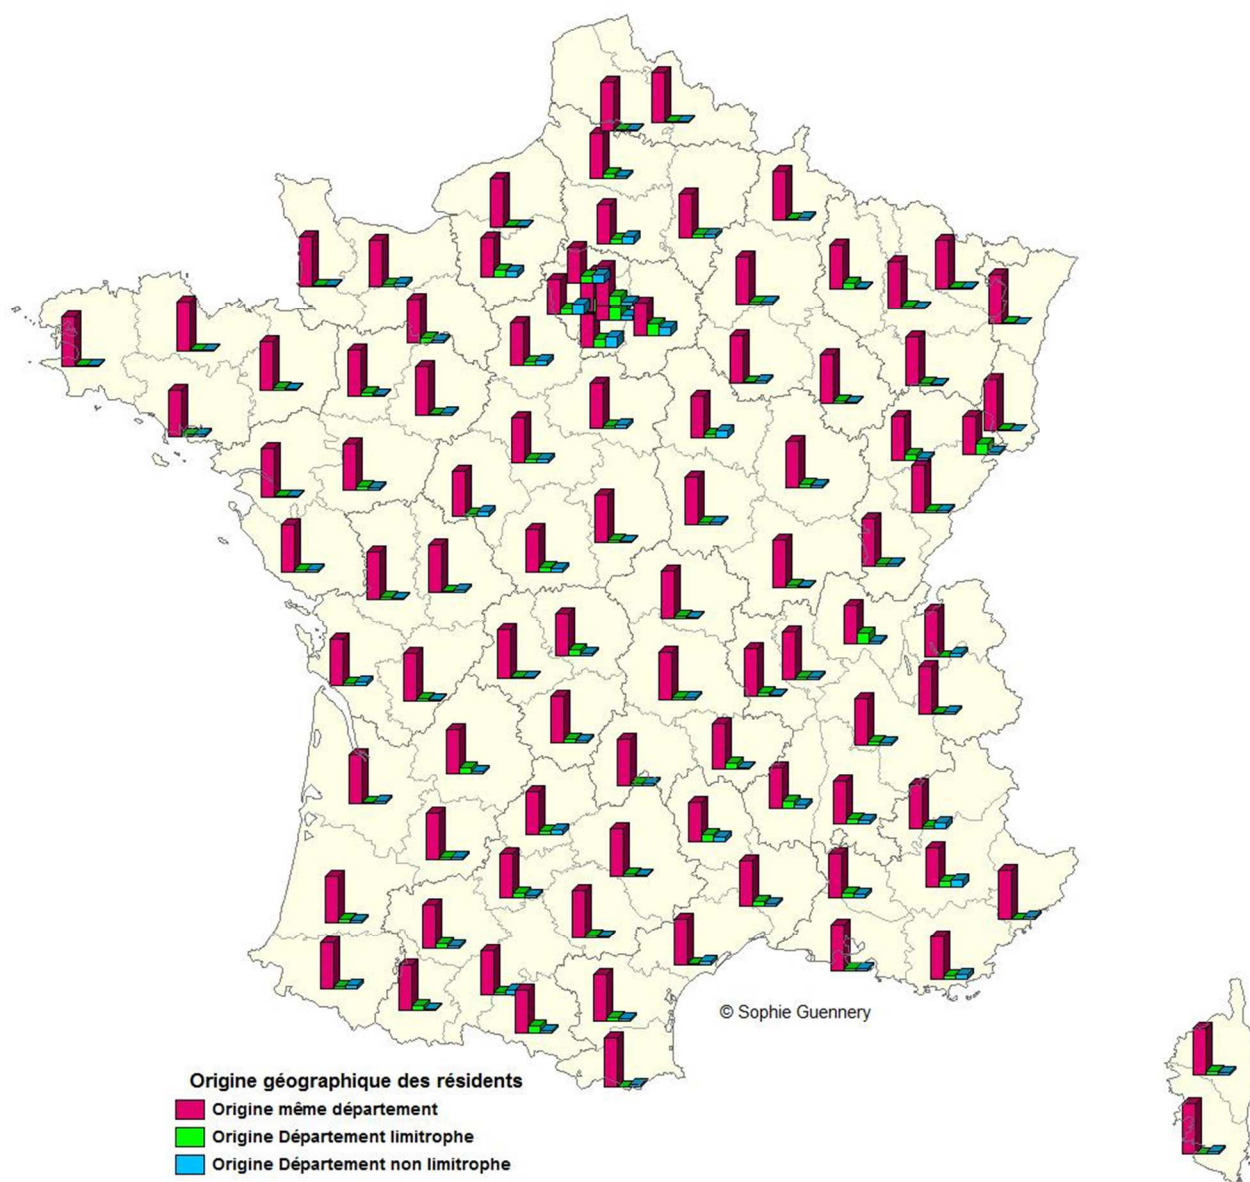 © Sophie Guennery
Origine géographique des résidents
Origine même département
Origine Département limitrophe
Origine Département non limitrophe